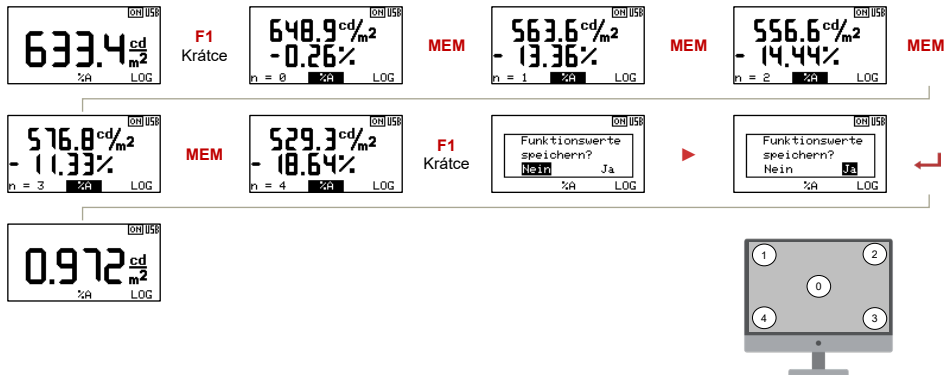 ON USB
633.4 cd/m2
%A LOG
F1
Krátce
ON USB
648.9 cd/m2
-0.26%
n = 0 %A LOG
MEM
ON USB
563.6 cd/m2
- 13.36%
n = 1 %A LOG
MEM
ON USB
556.6 cd/m2
- 14.44%
n = 2 %A LOG
MEM
ON USB
576.8 cd/m2
- 11.33%
n = 3 %A LOG
MEM
ON USB
529.3 cd/m2
- 18.64%
n = 4 %A LOG
F1
Krátce
ON USB
Funktionswerte
speichern?
Nein Ja
%A LOG
ON USB
Funktionswerte
speichern?
Nein Ja
%A LOG
ON USB
0.972 cd/m2
%A LOG
1 2
0
4 3